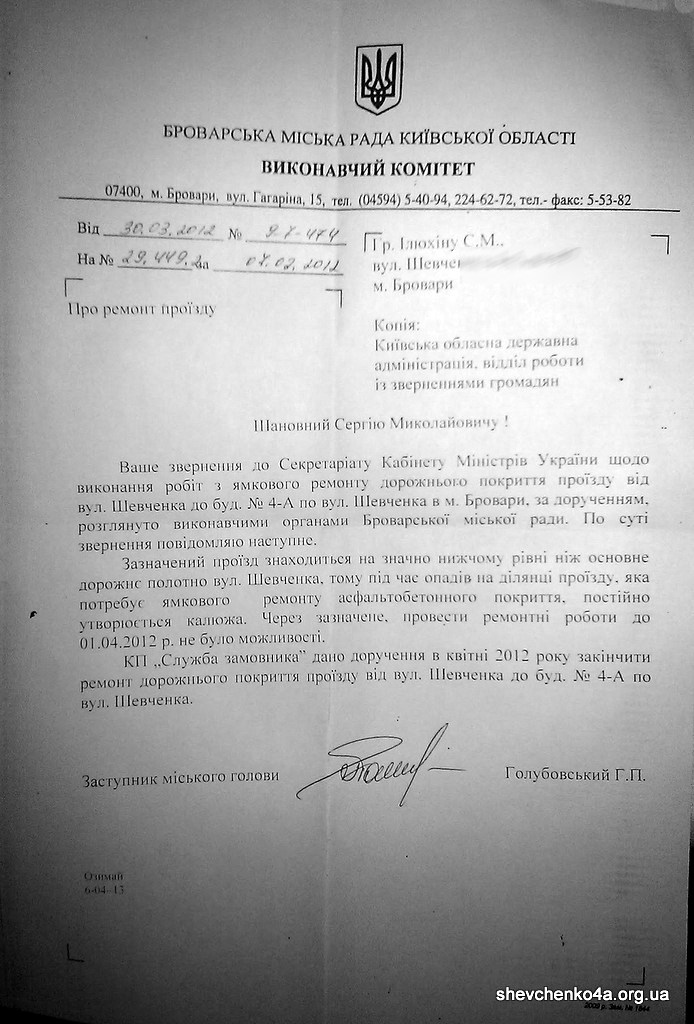 БРОВАРСЬКА МІСЬКА РАДА КИЇВСЬКОЇ ОБЛАСТІ
ВИКОНАВЧИЙ КОМІТЕТ
07400, м. Бровари, вул. Гагаріна, 15, тел. (04594) 5-40-94, 224-62-72, тел.- факс: 5-53-82
Від 30.03.2012 №
На № за 07.02.2012
Гр. Ілюхіну С.М..
вул. Шевче
м. Бровари
Про ремонт проїзду
Копія:
Київська обласна державна
адміністрація, відділ роботи
із зверненнями громадян
Шановний Сергію Миколайовичу !
Ваше звернення до Секретаріату Кабінету Міністрів України щодо
виконання робіт з ямкового ремонту дорожнього покриття проїзду від
вул. Шевченка до буд. № 4-А по вул. Шевченка в м. Бровари, за дорученням,
розглянуто виконавчими органами Броварської міської ради. По суті
звернення повідомляю наступне.
Зазначений проїзд знаходиться на значно нижчому рівні ніж основне
дорожнє полотно вул. Шевченка, тому під час опадів на ділянці проїзду, яка
потребує ямкового ремонту асфальтобетонного покриття, постійно
утворюється калюжа. Через зазначене, провести ремонтні роботи до
01.04.2012 р. не було можливості.
КП „Служба замовника” дано доручення в квітні 2012 року закінчити
ремонт дорожнього покриття проїзду від вул. Шевченка до буд. № 4-А по
вул. Шевченка.
Заступник міського голови Голубовський Г.П.
Озимай
6-04-13
shevchenko4a.org.ua